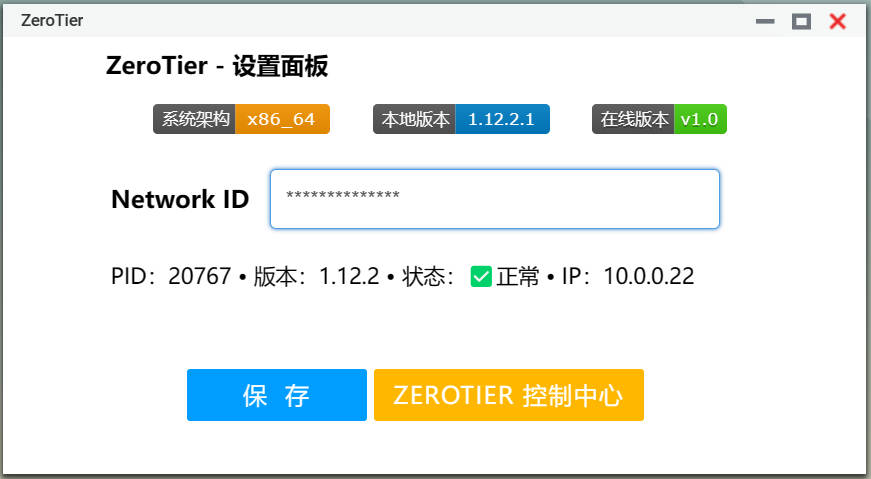 ZeroTier
ZeroTier - 设置面板
系统架构 x86_64 本地版本 1.12.2.1 在线版本 v1.0
Network ID **************
PID：20767 • 版本：1.12.2 • 状态：✅正常 • IP：10.0.0.22
保 存 ZEROTIER 控制中心